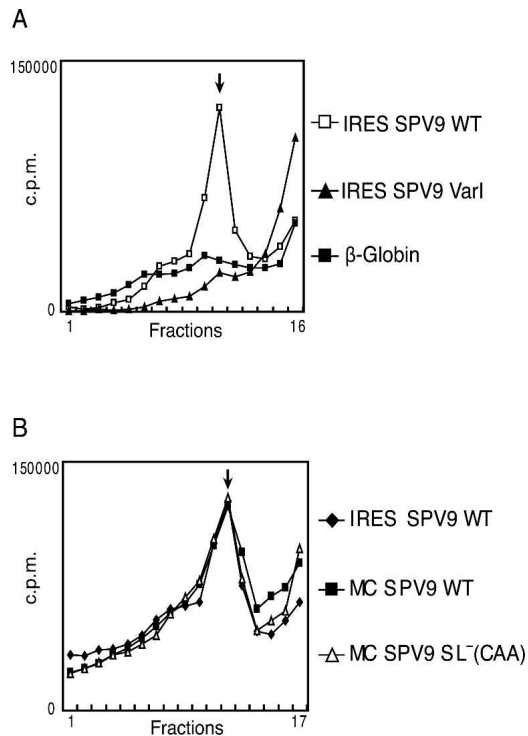 A
150000
c.p.m.
0
1
Fractions
16
IRES SPV9 WT
IRES SPV9 VarI
β-Globin
B
150000
c.p.m.
0
1
Fractions
17
IRES SPV9 WT
MC SPV9 WT
MC SPV9 SL⁻(CAA)